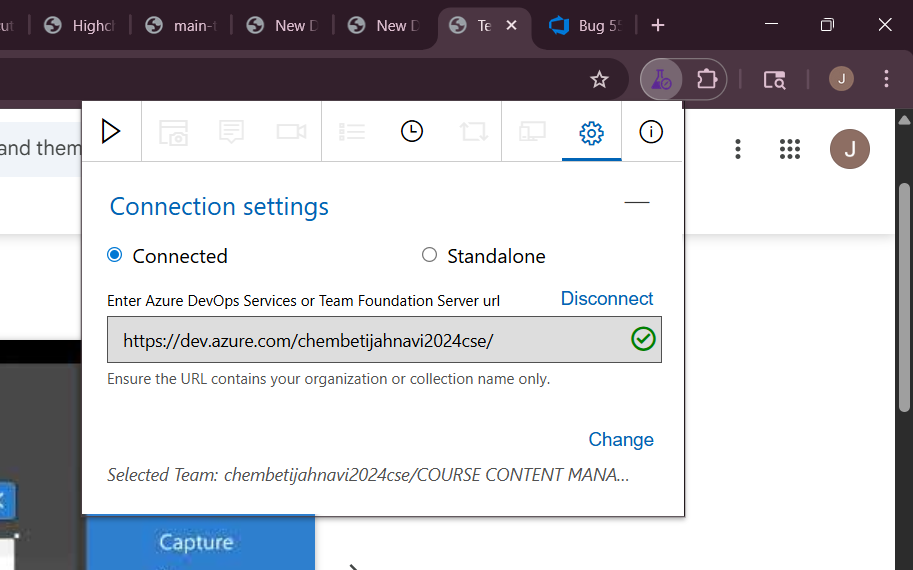 Highch
main-
New D
New D
Te
Bug 55
J
and them
J
Connection settings
Connected
Standalone
Enter Azure DevOps Services or Team Foundation Server url
Disconnect
https://dev.azure.com/chembetijahnavi2024cse/
Ensure the URL contains your organization or collection name only.
Change
Selected Team: chembetijahnavi2024cse/COURSE CONTENT MANA...
Capture